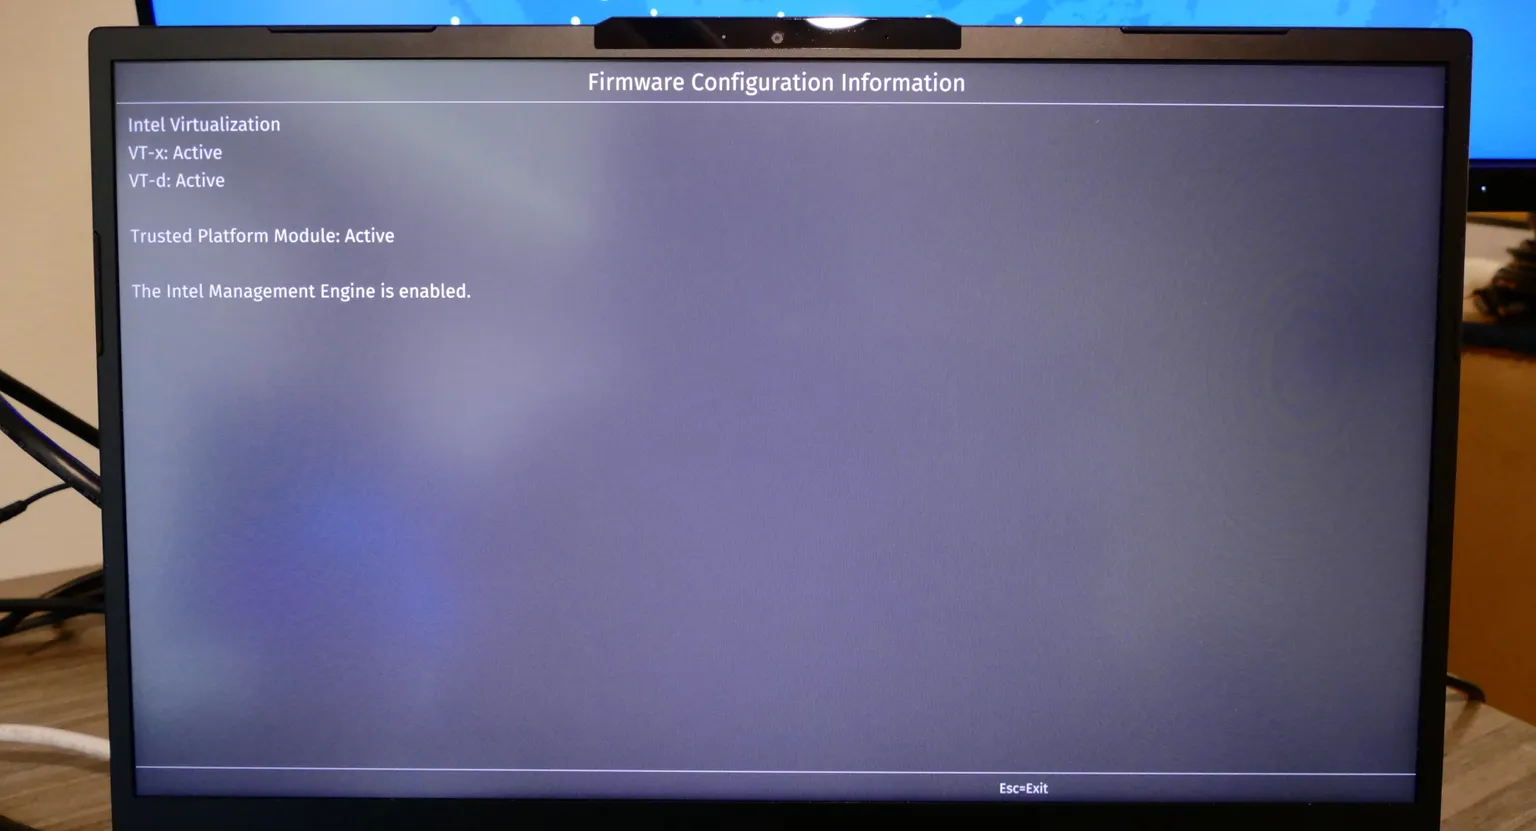 Firmware Configuration Information
Intel Virtualization
VT-x: Active
VT-d: Active
Trusted Platform Module: Active
The Intel Management Engine is enabled.
Esc=Exit